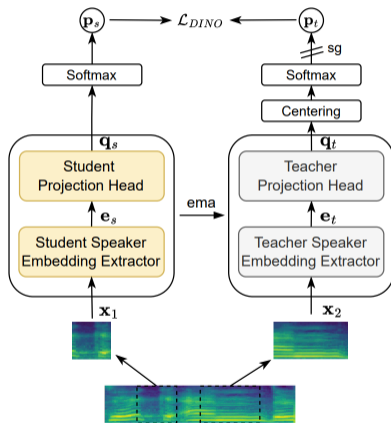 p_s
ℒ_DINO
p_t
sg
Softmax
Softmax
Centering
q_s
q_t
Student
Projection Head
Teacher
Projection Head
ema
e_s
e_t
Student Speaker
Embedding Extractor
Teacher Speaker
Embedding Extractor
x_1
x_2